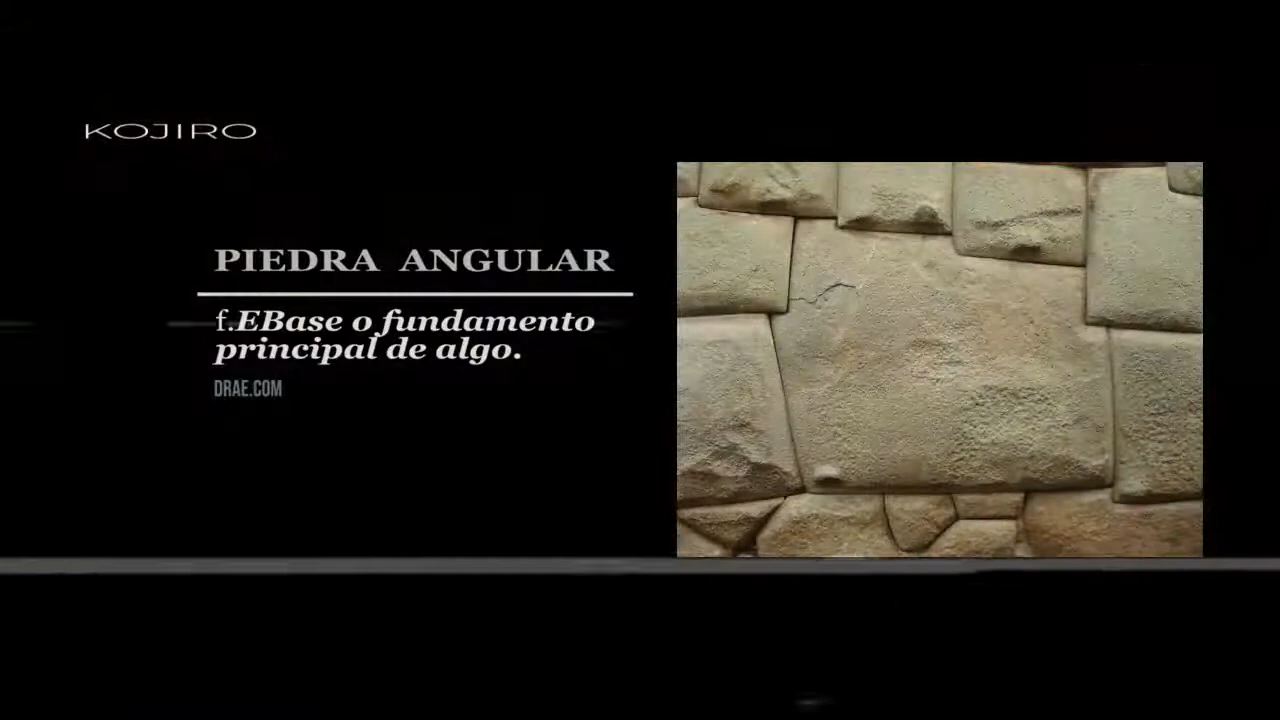 KOJIRO
PIEDRA ANGULAR
f.EBase o fundamento
principal de algo.
DRAE.COM